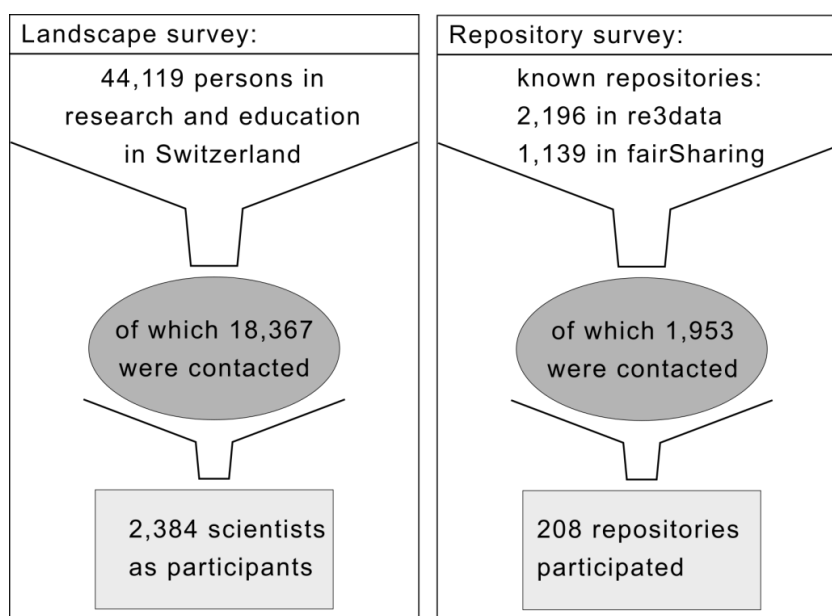 Landscape survey:
44,119 persons in
research and education
in Switzerland
of which 18,367
were contacted
2,384 scientists
as participants
Repository survey:
known repositories:
2,196 in re3data
1,139 in fairSharing
of which 1,953
were contacted
208 repositories
participated